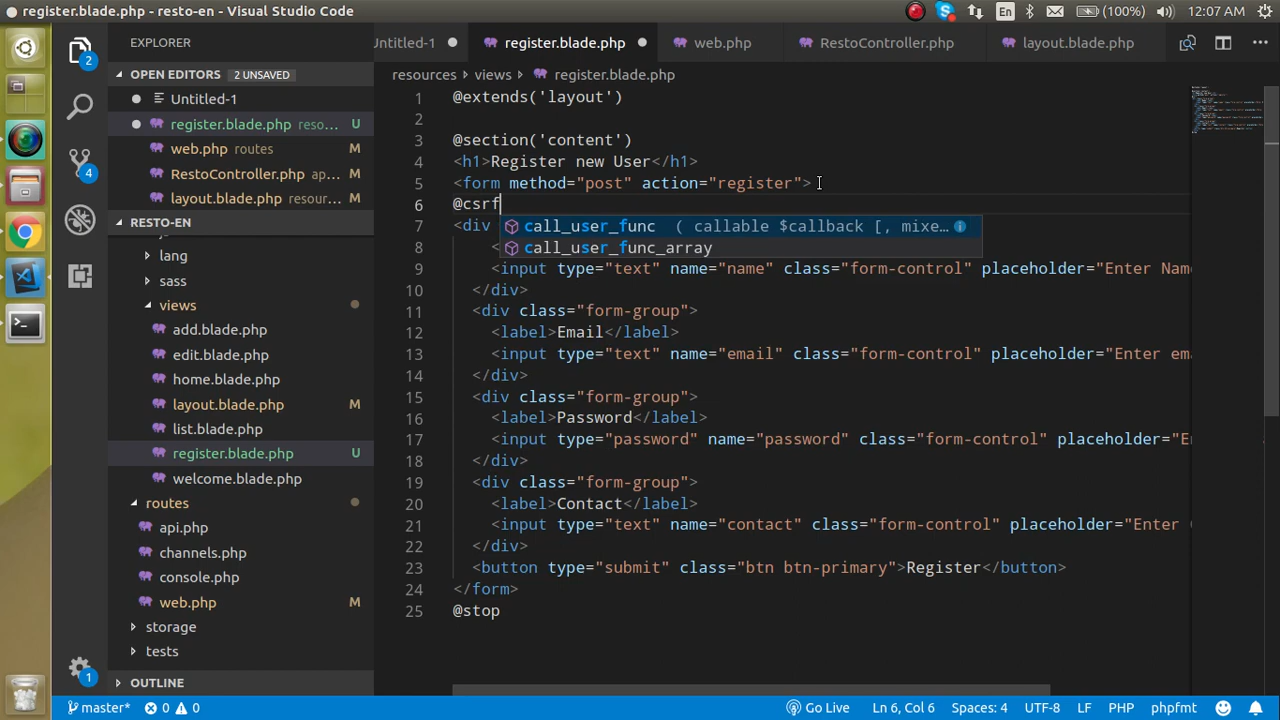 register.blade.php - resto-en - Visual Studio Code
En
(100%)
12:07 AM
EXPLORER
OPEN EDITORS 2 UNSAVED
Untitled-1
register.blade.php reso... U
web.php routes M
RestoController.php ap... M
layout.blade.php resour... M
RESTO-EN
lang
sass
views
add.blade.php
edit.blade.php
home.blade.php
layout.blade.php M
list.blade.php
register.blade.php U
welcome.blade.php
routes
api.php
channels.php
console.php
web.php M
storage
tests
OUTLINE
2
4
1
Untitled-1
register.blade.php
web.php
RestoController.php
layout.blade.php
resources > views > register.blade.php
1 @extends('layout')
2
3 @section('content')
4 <h1>Register new User</h1>
5 <form method="post" action="register">
6 @csrf
7 <div
call_user_func ( callable $callback [, mixe…
call_user_func_array
8 <
9 <input type="text" name="name" class="form-control" placeholder="Enter Name
10 </div>
11 <div class="form-group">
12 <label>Email</label>
13 <input type="text" name="email" class="form-control" placeholder="Enter ema
14 </div>
15 <div class="form-group">
16 <label>Password</label>
17 <input type="password" name="password" class="form-control" placeholder="En
18 </div>
19 <div class="form-group">
20 <label>Contact</label>
21 <input type="text" name="contact" class="form-control" placeholder="Enter
22 </div>
23 <button type="submit" class="btn btn-primary">Register</button>
24 </form>
25 @stop
master* 0 0
Go Live
Ln 6, Col 6
Spaces: 4
UTF-8
LF
PHP
phpfmt